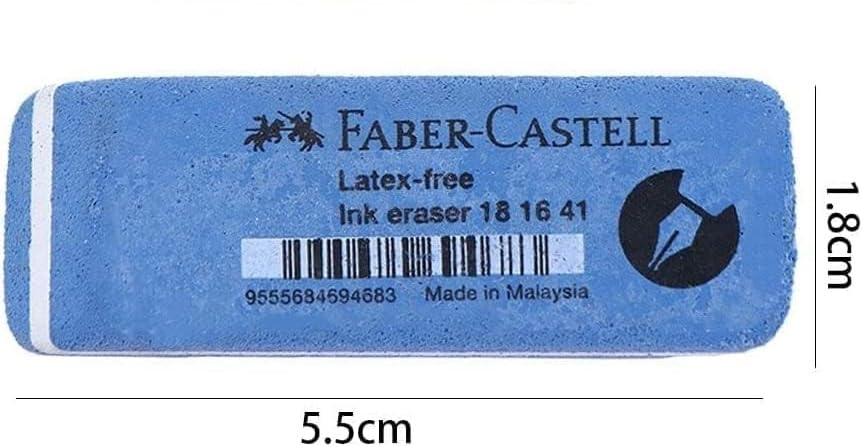 FABER-CASTELL
Latex-free
Ink eraser 18 16 41
9555684694683 Made in Malaysia
1.8cm
5.5cm